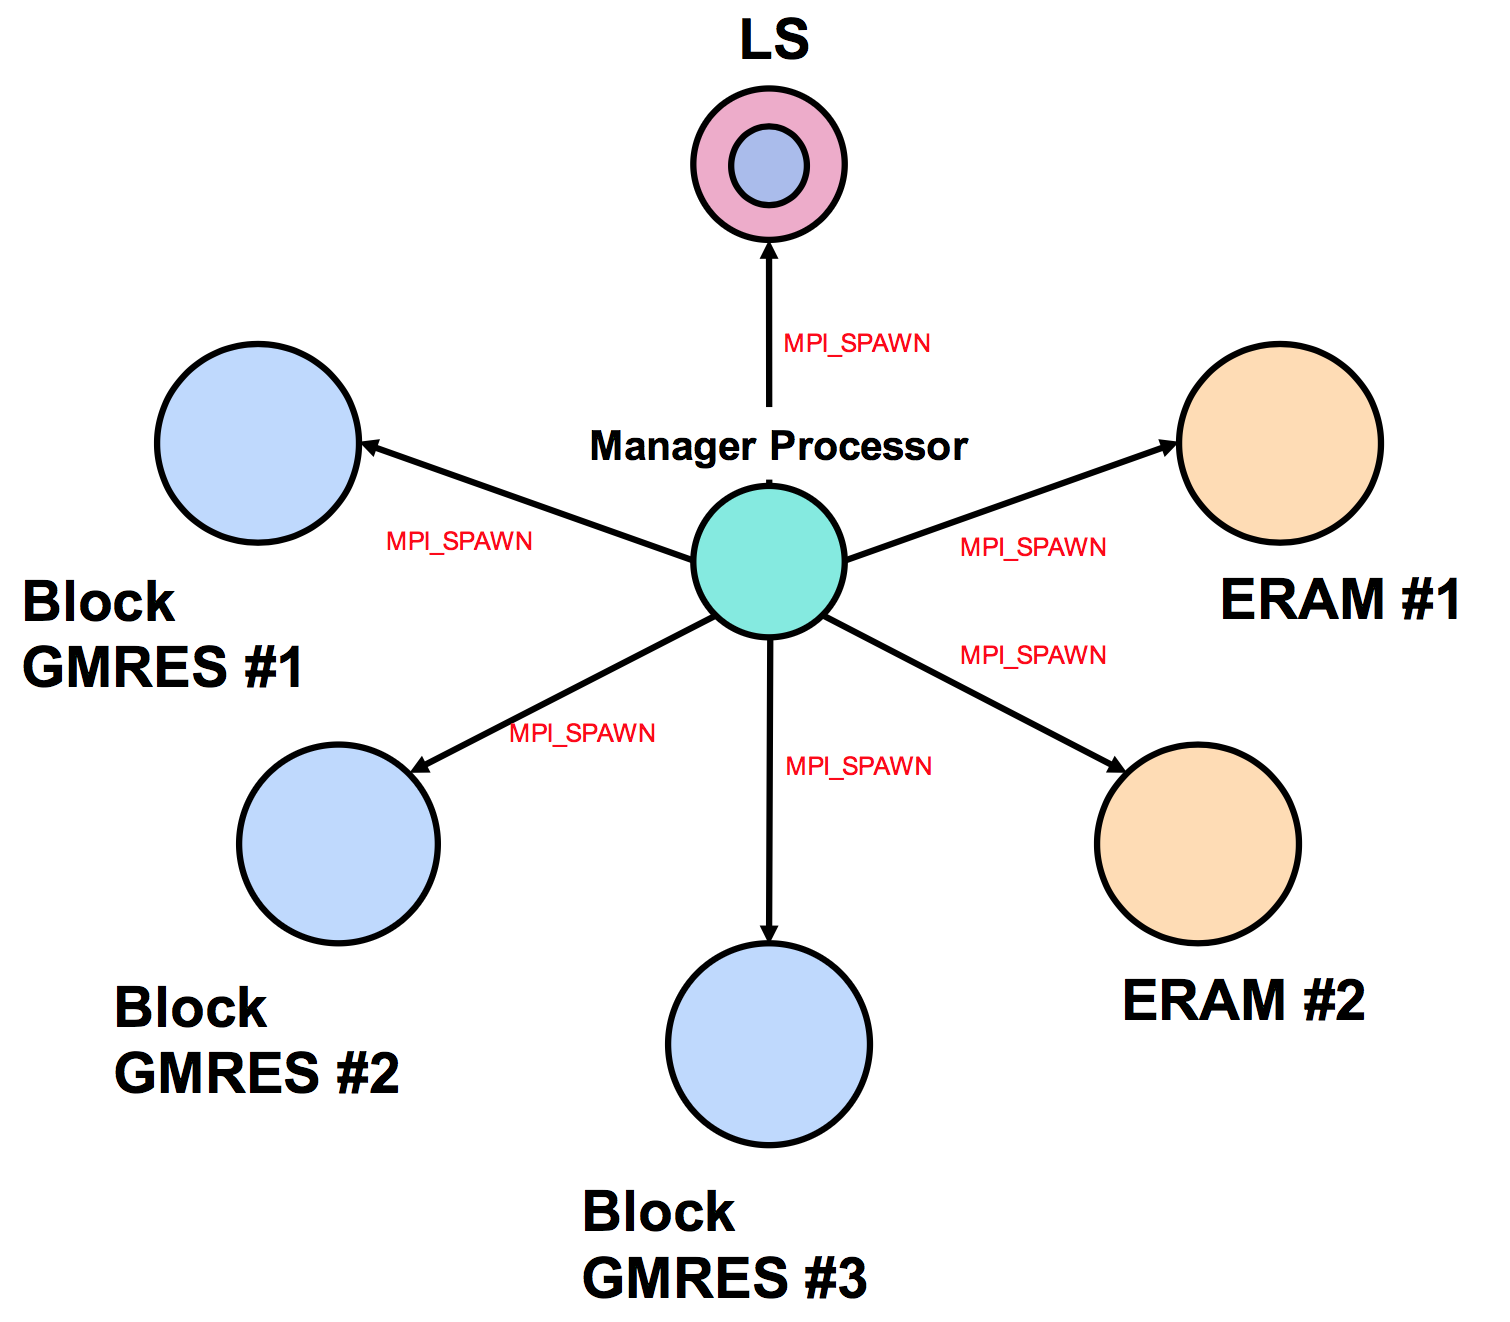 LS
MPI_SPAWN
Manager Processor
MPI_SPAWN
MPI_SPAWN
Block
GMRES #1
ERAM #1
MPI_SPAWN
MPI_SPAWN
MPI_SPAWN
Block
GMRES #2
ERAM #2
Block
GMRES #3